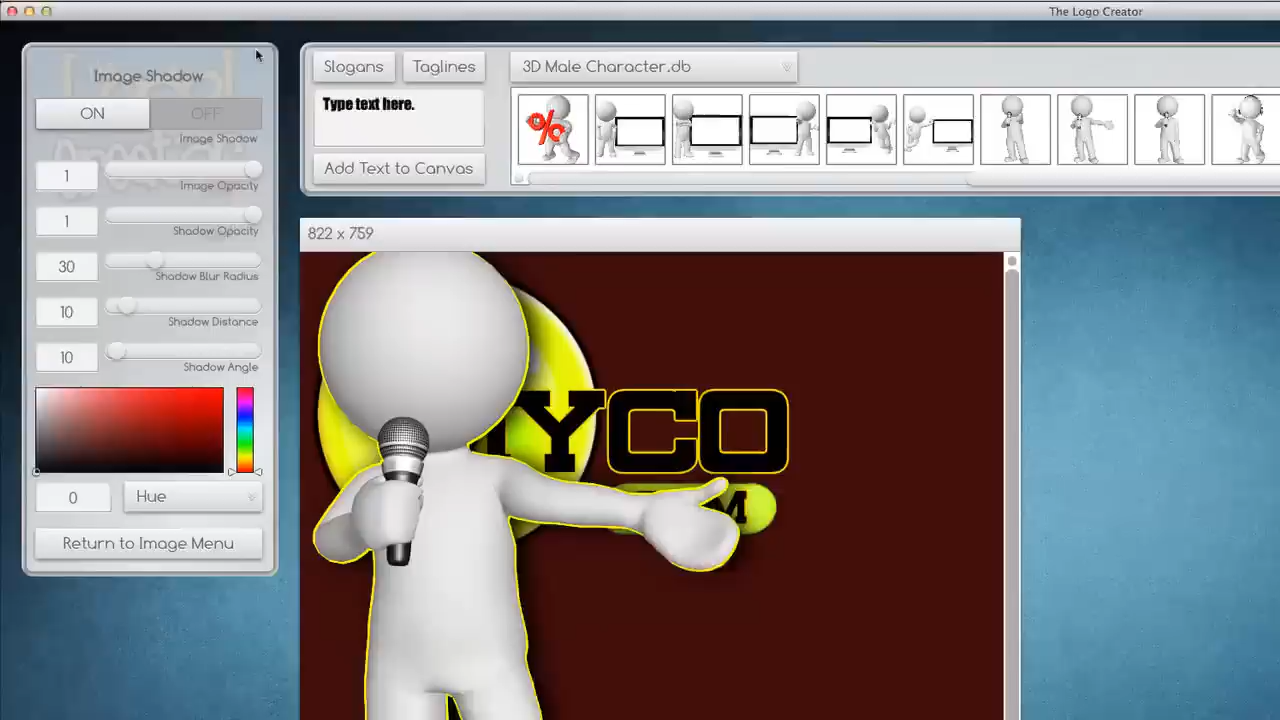 The Logo Creator
Image Shadow
ON OFF
Image Shadow
1
Image Opacity
1
Shadow Opacity
30
Shadow Blur Radius
10
Shadow Distance
10
Shadow Angle
0 Hue
Return to Image Menu
Slogans Taglines 3D Male Character.db
Type text here.
%
Add Text to Canvas
822 x 759
YCO
M